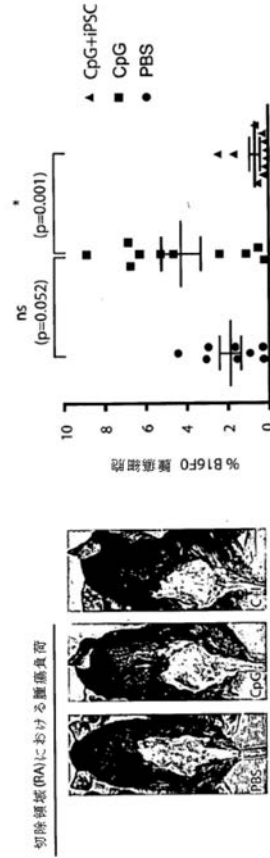 切除領域(RA)における腫瘍負荷
PBS
CpG
C+I
% B16F0 腫瘍細胞
10
8
6
4
2
0
ns
(p=0.052)
*
(p=0.001)
▲ CpG+iPSC
■ CpG
● PBS